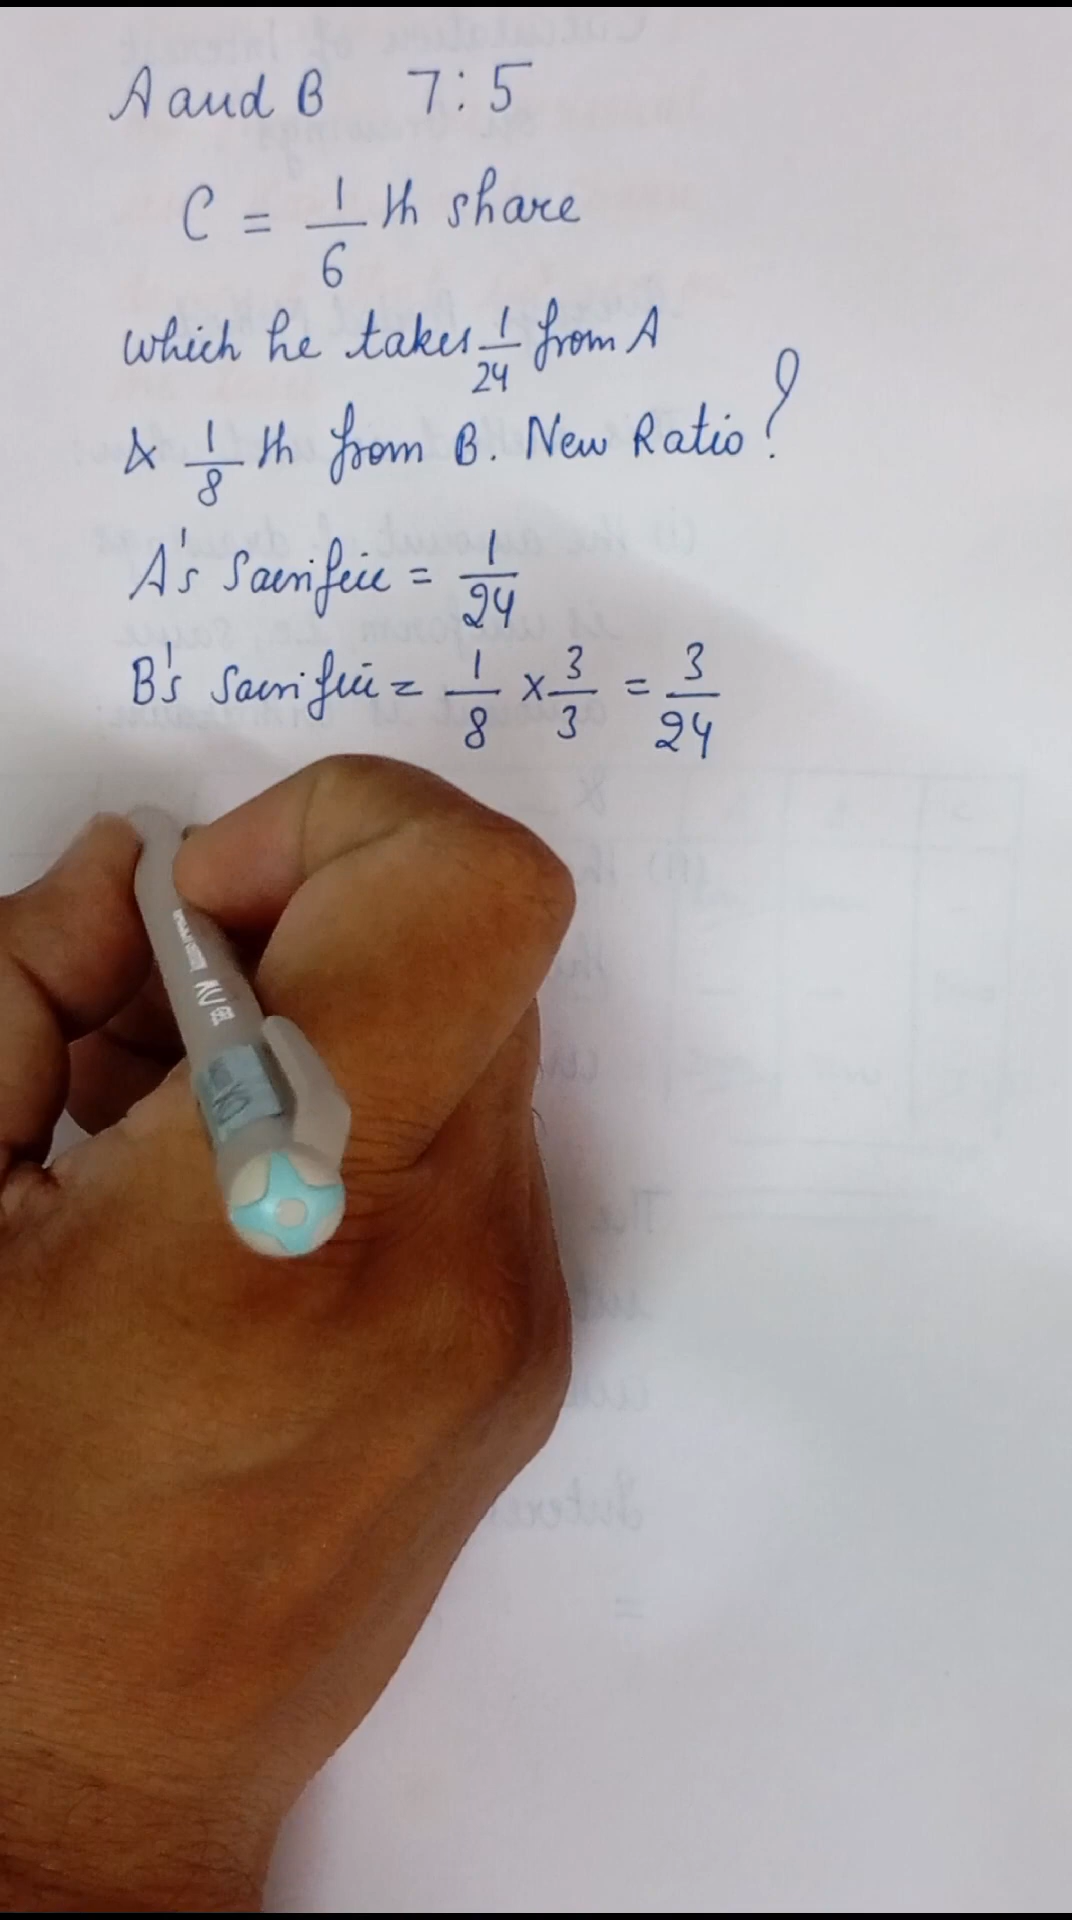 A and B 7:5
C = 1/6 th share
which he takes 1/24 from A
& 1/8 th from B. New Ratio?
A's Sacrifice = 1/24
B's Sacrifice = 1/8 x 3/3 = 3/24